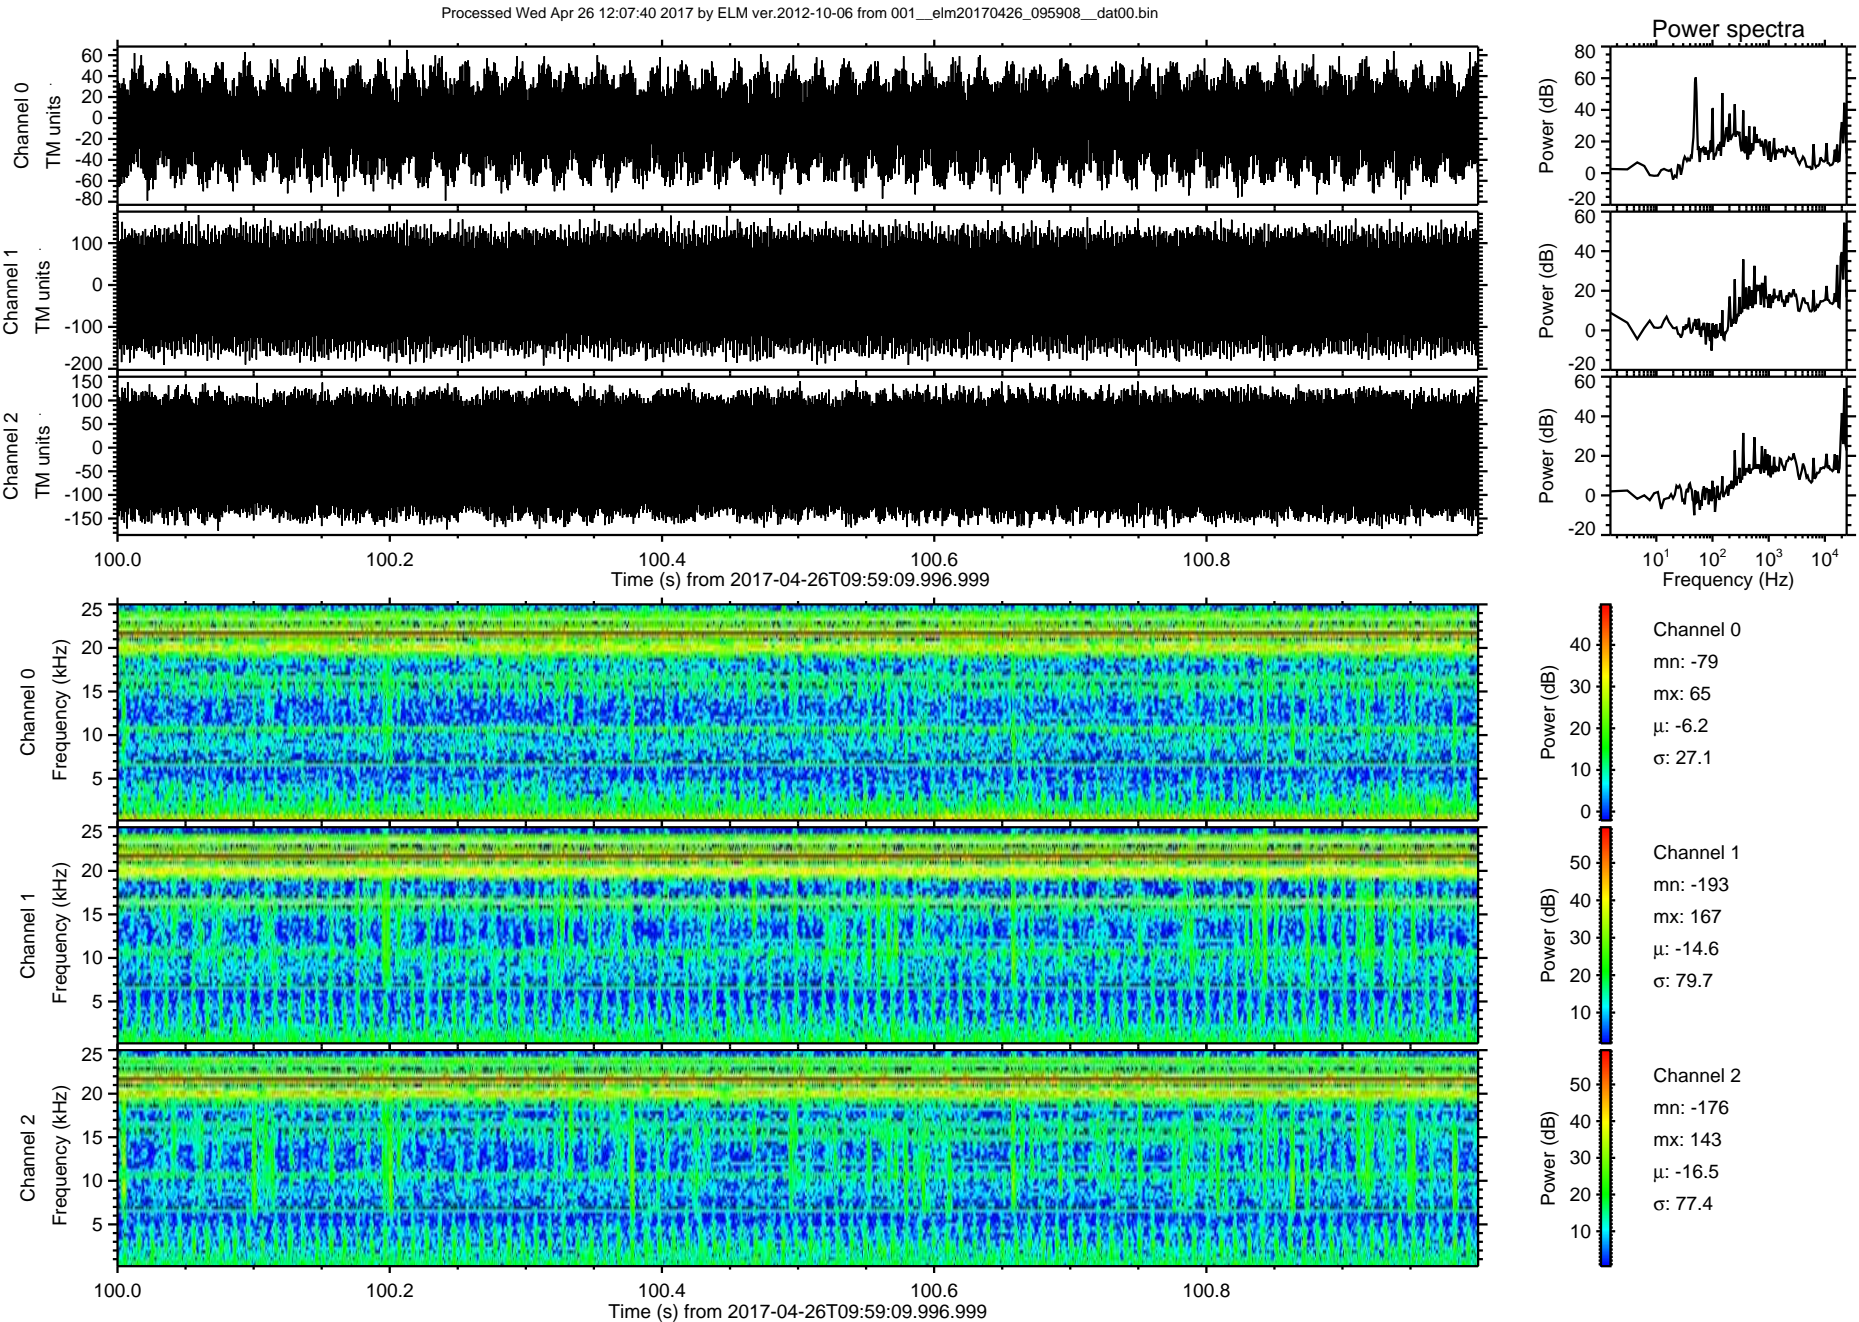 Processed Wed Apr 26 12:07:40 2017 by ELM ver.2012-10-06 from 001__elm20170426_095908__dat00.bin
Power spectra
Channel 0
TM units
60
40
20
0
-20
-40
-60
-80
Power (dB)
80
60
40
20
0
-20
Channel 1
TM units
100
0
-100
-200
Power (dB)
60
40
20
0
-20
Channel 2
TM units
150
100
50
0
-50
-100
-150
Power (dB)
60
40
20
0
-20
100.0 100.2 100.4 100.6 100.8
Time (s) from 2017-04-26T09:59:09.996.999
10¹ 10² 10³ 10⁴
Frequency (Hz)
Channel 0
Frequency (kHz)
25
20
15
10
5
Power (dB)
40
30
20
10
0
Channel 0
mn: -79
mx: 65
μ: -6.2
σ: 27.1
Channel 1
Frequency (kHz)
25
20
15
10
5
Power (dB)
50
40
30
20
10
Channel 1
mn: -193
mx: 167
μ: -14.6
σ: 79.7
Channel 2
Frequency (kHz)
25
20
15
10
5
Power (dB)
50
40
30
20
10
Channel 2
mn: -176
mx: 143
μ: -16.5
σ: 77.4
100.0 100.2 100.4 100.6 100.8
Time (s) from 2017-04-26T09:59:09.996.999